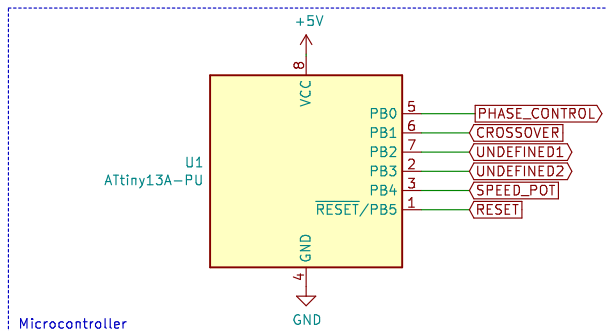 +5V
8
VCC
U1
ATtiny13A-PU
PB0 5 PHASE_CONTROL
PB1 6 CROSSOVER
PB2 7 UNDEFINED1
PB3 2 UNDEFINED2
PB4 3 SPEED_POT
RESET/PB5 1 RESET
GND
4
GND
Microcontroller